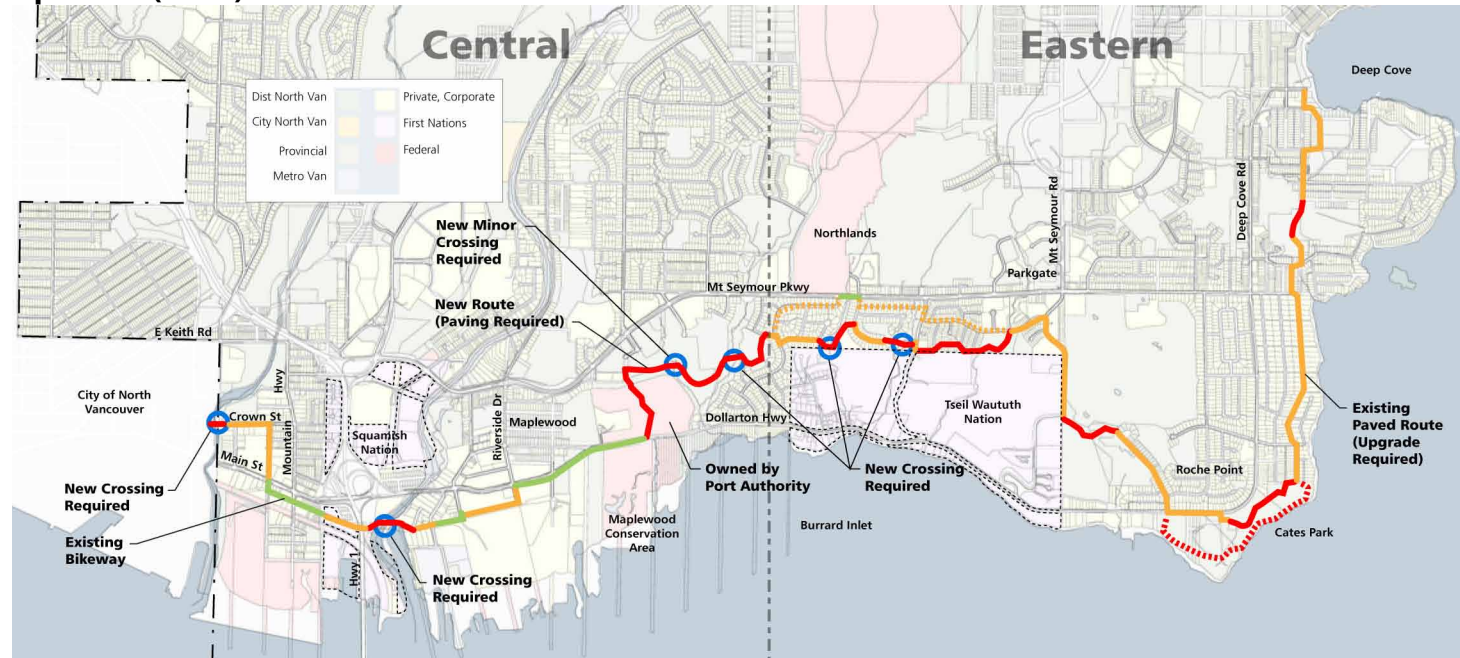 Central
Eastern
Deep Cove
Dist North Van
Private, Corporate
City North Van
First Nations
Provincial
Federal
Metro Van
New Minor
Crossing
Required
Northlands
Mt Seymour Rd
Deep Cove Rd
Parkgate
Mt Seymour Pkwy
New Route
(Paving Required)
E Keith Rd
Hwy
City of North
Vancouver
Crown St
Mountain
Squamish
Nation
Riverside Dr
Maplewood
Dollarton Hwy
Tseil Waututh
Nation
Existing
Paved Route
(Upgrade
Required)
Main St
New Crossing
Required
Owned by
Port Authority
New Crossing
Required
Roche Point
Existing
Bikeway
Maplewood
Conservation
Area
Burrard Inlet
Cates Park
Hwy 1
New Crossing
Required